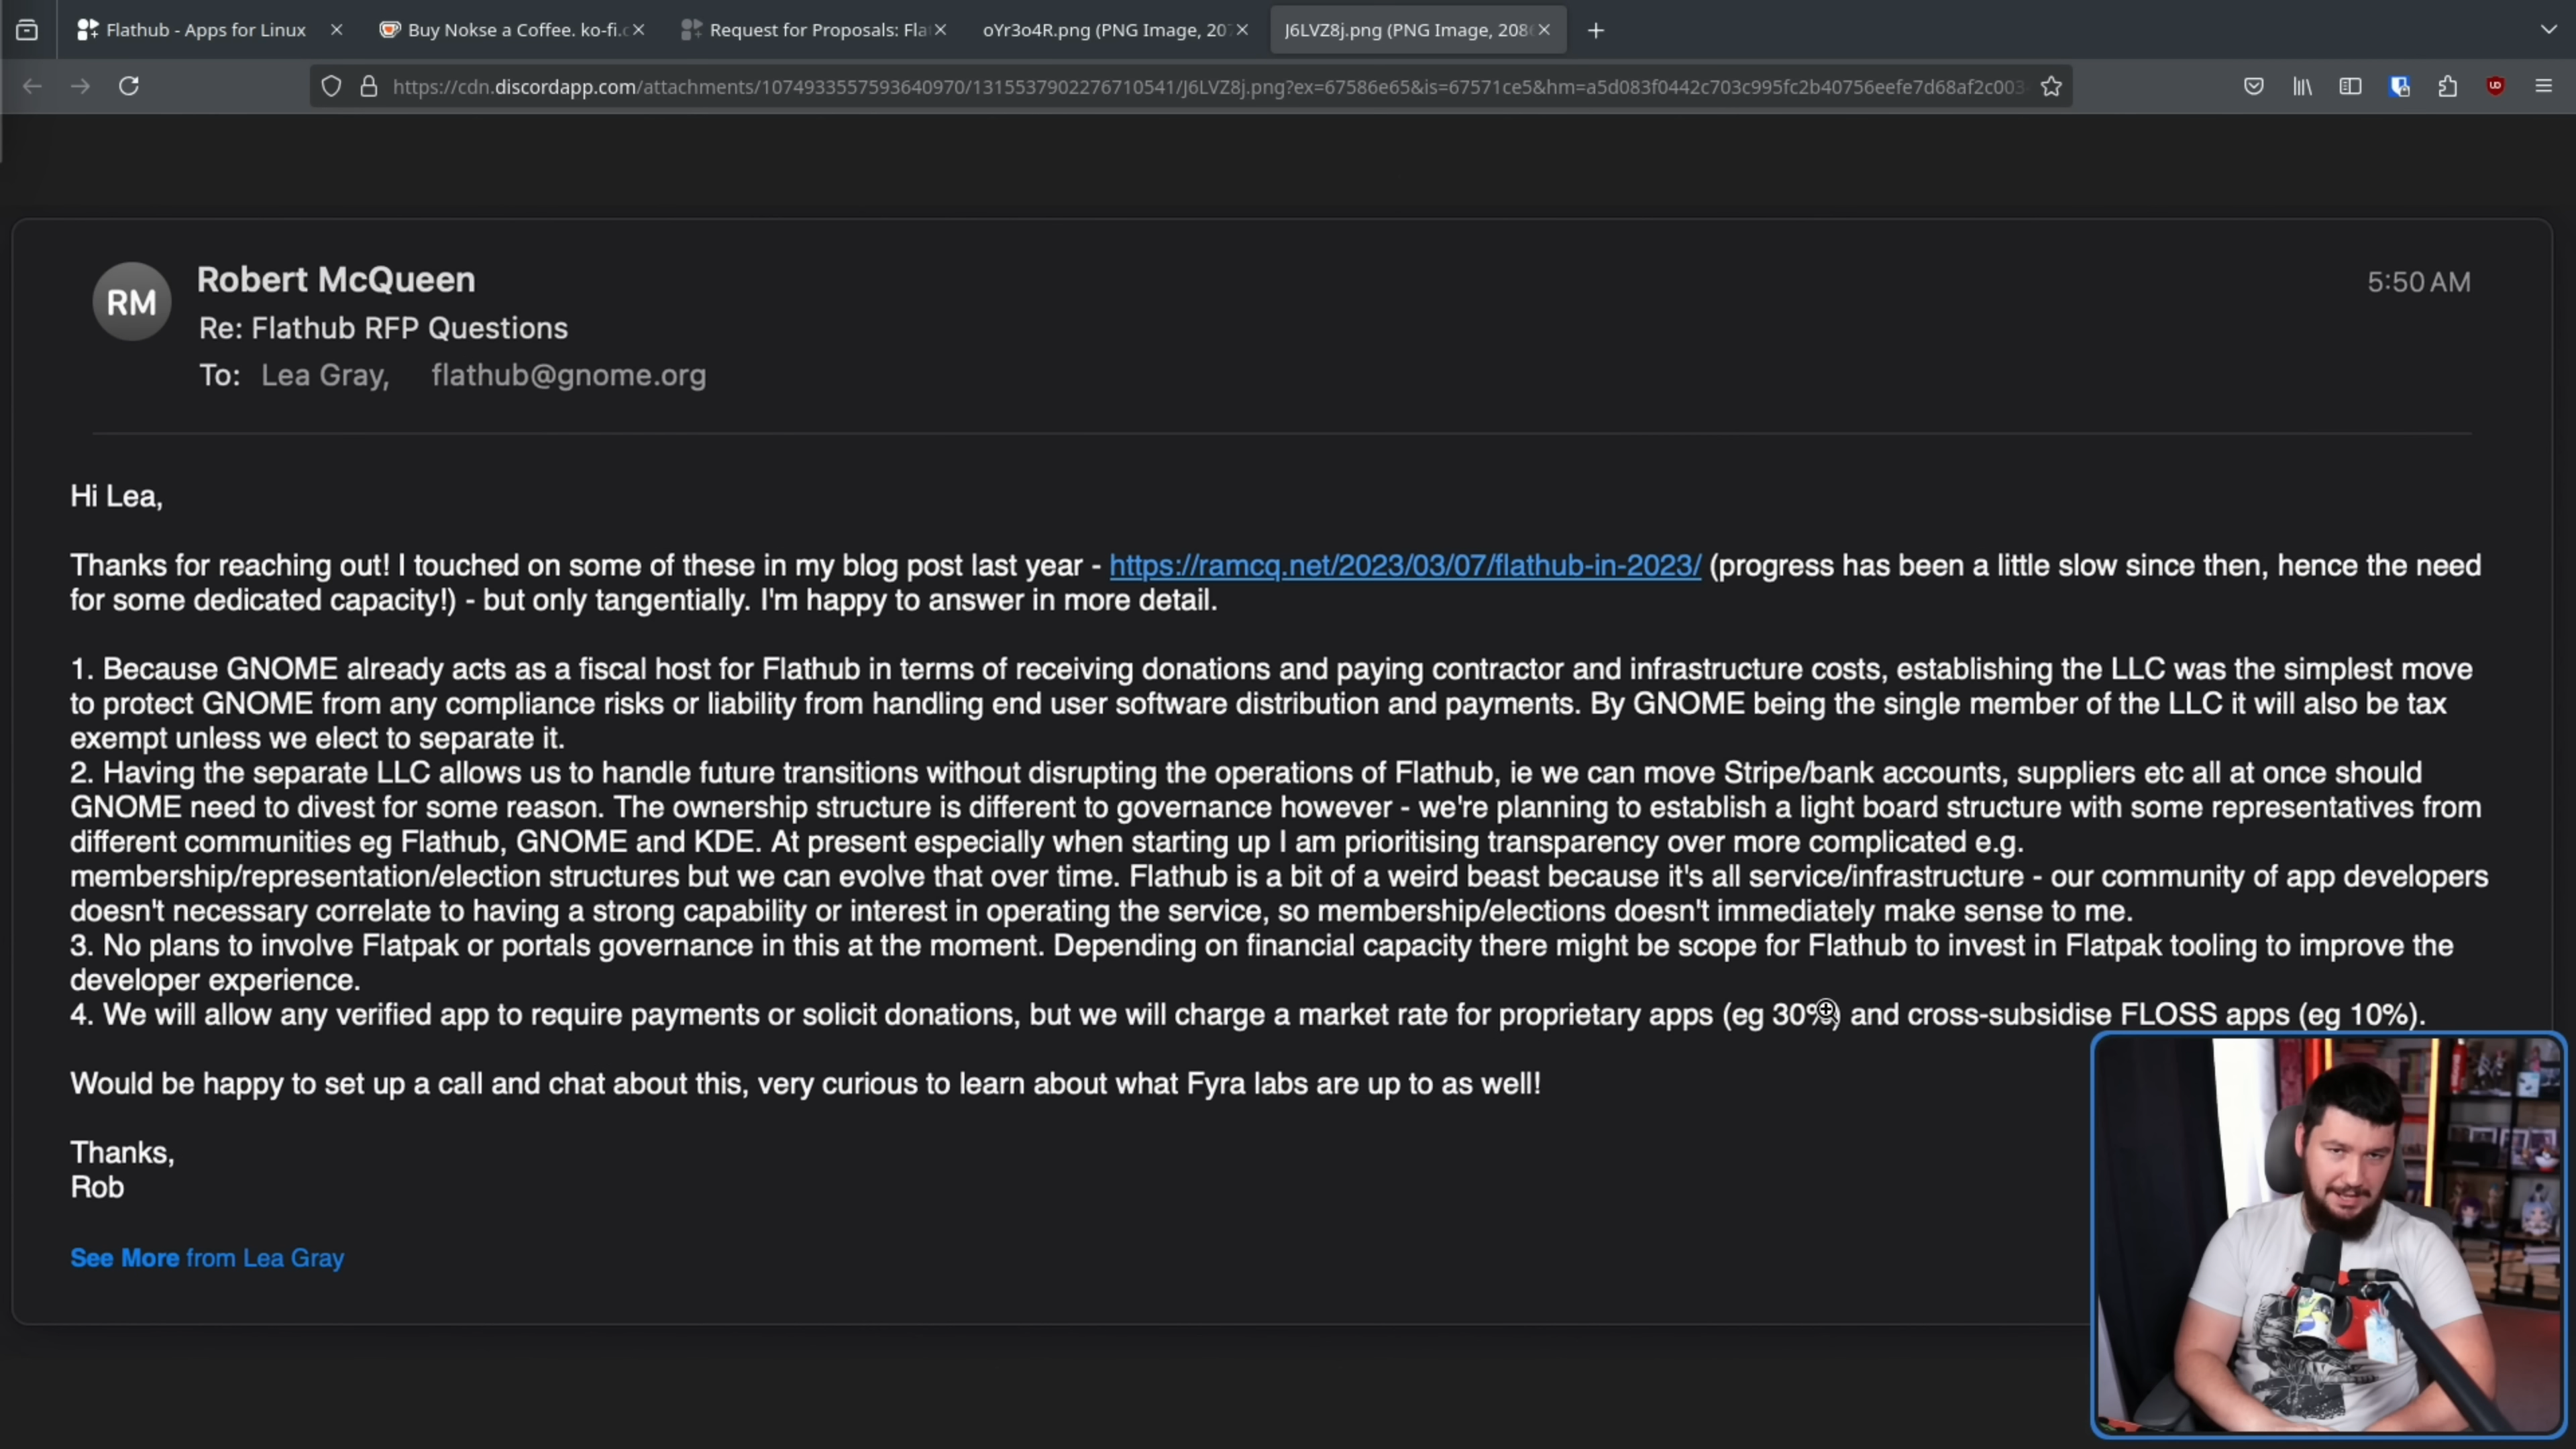 Flathub - Apps for Linux
Buy Nokse a Coffee. ko-fi.c
Request for Proposals: Fla
oYr3o4R.png (PNG Image, 20
J6LVZ8j.png (PNG Image, 208
https://cdn.discordapp.com/attachments/1074933557593640970/1315537902276710541/J6LVZ8j.png?ex=67586e65&is=67571ce5&hm=a5d083f0442c703c995fc2b40756eefe7d68af2c003
RM
Robert McQueen
5:50 AM
Re: Flathub RFP Questions
To: Lea Gray, flathub@gnome.org
Hi Lea,
Thanks for reaching out! I touched on some of these in my blog post last year - https://ramcq.net/2023/03/07/flathub-in-2023/ (progress has been a little slow since then, hence the need
for some dedicated capacity!) - but only tangentially. I'm happy to answer in more detail.
1. Because GNOME already acts as a fiscal host for Flathub in terms of receiving donations and paying contractor and infrastructure costs, establishing the LLC was the simplest move
to protect GNOME from any compliance risks or liability from handling end user software distribution and payments. By GNOME being the single member of the LLC it will also be tax
exempt unless we elect to separate it.
2. Having the separate LLC allows us to handle future transitions without disrupting the operations of Flathub, ie we can move Stripe/bank accounts, suppliers etc all at once should
GNOME need to divest for some reason. The ownership structure is different to governance however - we're planning to establish a light board structure with some representatives from
different communities eg Flathub, GNOME and KDE. At present especially when starting up I am prioritising transparency over more complicated e.g.
membership/representation/election structures but we can evolve that over time. Flathub is a bit of a weird beast because it's all service/infrastructure - our community of app developers
doesn't necessary correlate to having a strong capability or interest in operating the service, so membership/elections doesn't immediately make sense to me.
3. No plans to involve Flatpak or portals governance in this at the moment. Depending on financial capacity there might be scope for Flathub to invest in Flatpak tooling to improve the
developer experience.
4. We will allow any verified app to require payments or solicit donations, but we will charge a market rate for proprietary apps (eg 30%) and cross-subsidise FLOSS apps (eg 10%).
Would be happy to set up a call and chat about this, very curious to learn about what Fyra labs are up to as well!
Thanks,
Rob
See More from Lea Gray